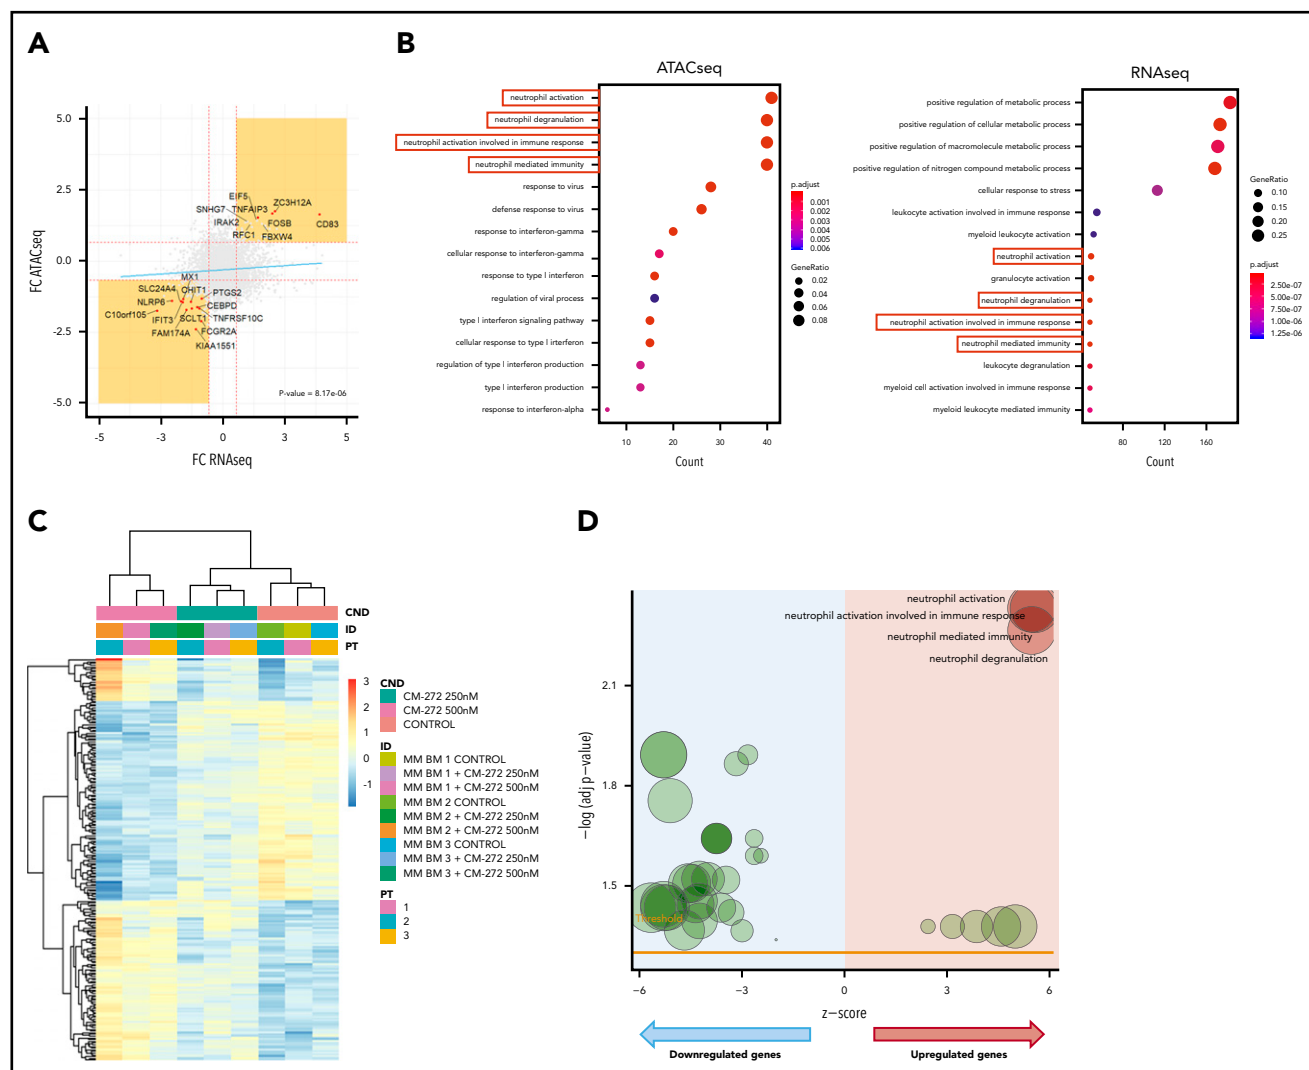 A
5.0
2.5
0.0
-2.5
-5.0
FC ATACseq
EIF5
ZC3H12A
SNHG7
TNFAIP3
IRAK2
FOSB
CD83
RFC1
FBXW4
MX1
SLC24A4
CHIT1
PTGS2
NLRP6
CEBPD
C10orf105
IFIT3
SCLT1
TNFRSF10C
FAM174A
FCGR2A
KIAA1551
P-value = 8.17e-06
-5
-3
0
3
5
FC RNAseq
B
ATACseq
neutrophil activation
neutrophil degranulation
neutrophil activation involved in immune response
neutrophil mediated immunity
response to virus
defense response to virus
response to interferon-gamma
cellular response to interferon-gamma
response to type I interferon
regulation of viral process
type I interferon signaling pathway
cellular response to type I interferon
regulation of type I interferon production
type I interferon production
response to interferon-alpha
10
20
30
40
Count
p.adjust
0.001
0.002
0.003
0.004
0.005
0.006
GeneRatio
0.02
0.04
0.06
0.08
RNAseq
positive regulation of metabolic process
positive regulation of cellular metabolic process
positive regulation of macromolecule metabolic process
positive regulation of nitrogen compound metabolic process
cellular response to stress
leukocyte activation involved in immune response
myeloid leukocyte activation
neutrophil activation
granulocyte activation
neutrophil degranulation
neutrophil activation involved in immune response
neutrophil mediated immunity
leukocyte degranulation
myeloid cell activation involved in immune response
myeloid leukocyte mediated immunity
80
120
160
Count
GeneRatio
0.10
0.15
0.20
0.25
p.adjust
2.50e-07
5.00e-07
7.50e-07
1.00e-06
1.25e-06
C
CND
ID
PT
3
2
1
0
-1
CND
CM-272 250nM
CM-272 500nM
CONTROL
ID
MM BM 1 CONTROL
MM BM 1 + CM-272 250nM
MM BM 1 + CM-272 500nM
MM BM 2 CONTROL
MM BM 2 + CM-272 250nM
MM BM 2 + CM-272 500nM
MM BM 3 CONTROL
MM BM 3 + CM-272 250nM
MM BM 3 + CM-272 500nM
PT
1
2
3
D
neutrophil activation
neutrophil activation involved in immune response
neutrophil mediated immunity
neutrophil degranulation
2.1
1.8
1.5
−log (adj p−value)
Threshold
−6
−3
0
3
6
z−score
Downregulated genes
Upregulated genes